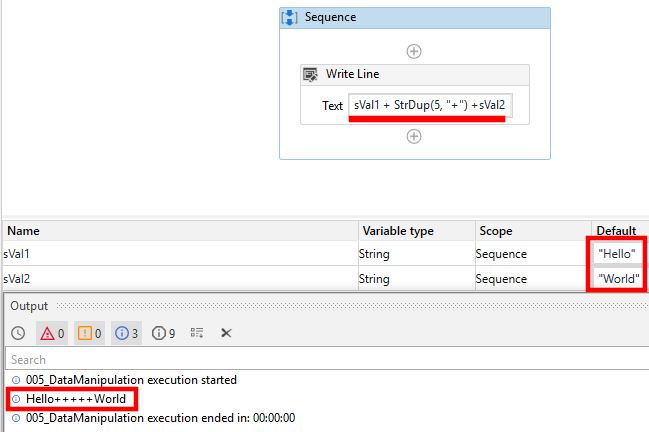 Sequence
Write Line
Text sVal1 + StrDup(5, "+") +sVal2
Name Variable type Scope Default
sVal1 String Sequence "Hello"
sVal2 String Sequence "World"
Output
0 0 3 9
Search
005_DataManipulation execution started
Hello+++++World
005_DataManipulation execution ended in: 00:00:00